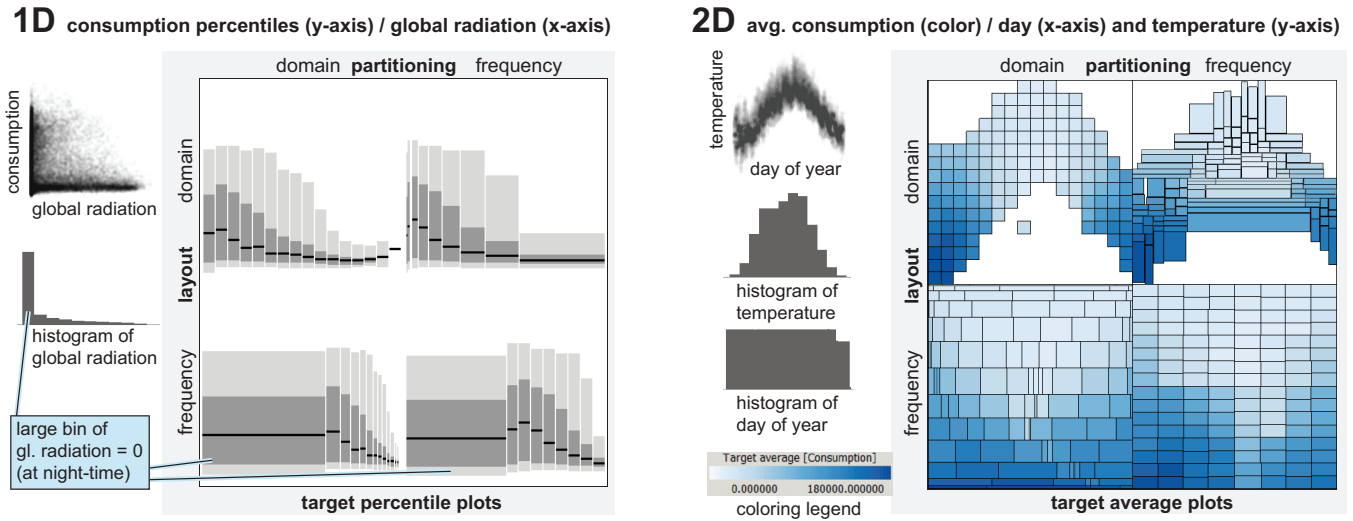 1D consumption percentiles (y-axis) / global radiation (x-axis)
domain partitioning frequency
consumption
global radiation
histogram of
global radiation
large bin of
gl. radiation = 0
(at night-time)
domain
layout
frequency
target percentile plots
2D avg. consumption (color) / day (x-axis) and temperature (y-axis)
domain partitioning frequency
temperature
day of year
histogram of
temperature
histogram of
day of year
Target average [Consumption]
0.000000 180000.000000
coloring legend
domain
layout
frequency
target average plots